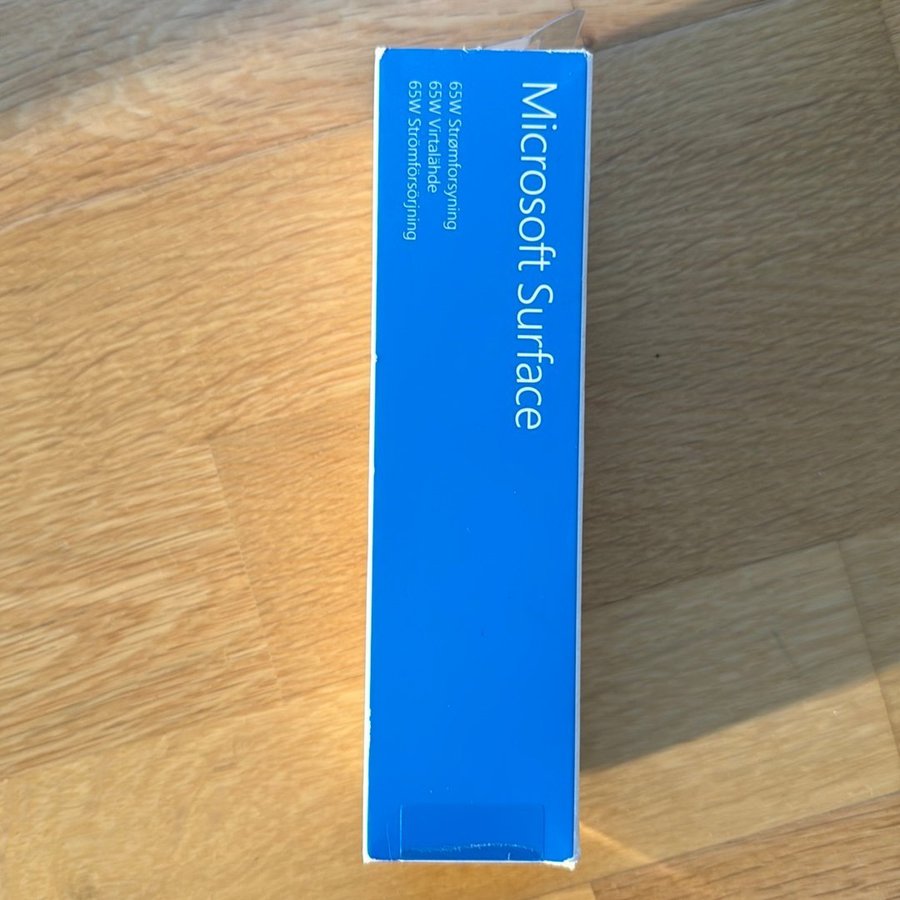 Microsoft Surface
65W Strømforsyning
65W Virtalähde
65W Strömförsörjning